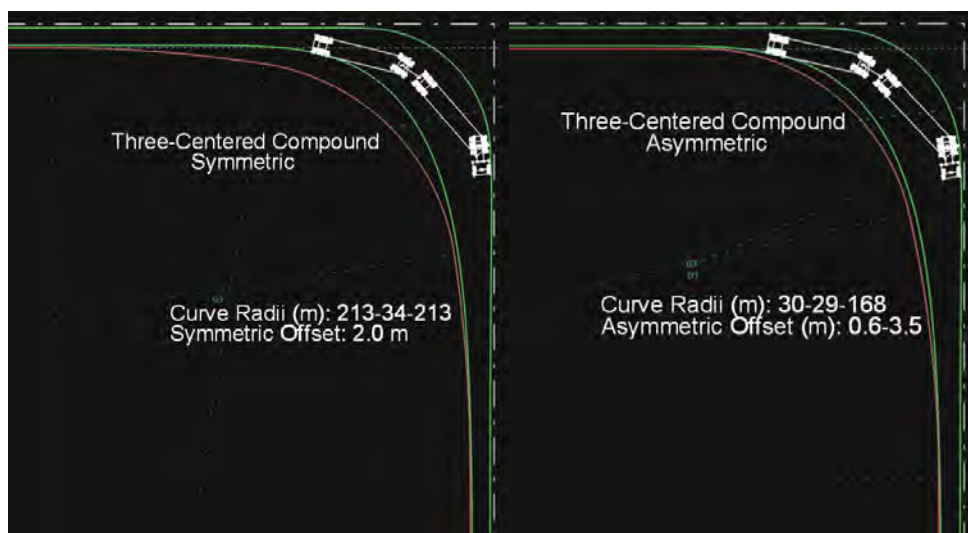 Three-Centered Compound
Symmetric
Curve Radii (m): 213-34-213
Symmetric Offset: 2.0 m
Three-Centered Compound
Asymmetric
Curve Radii (m): 30-29-168
Asymmetric Offset (m): 0.6-3.5